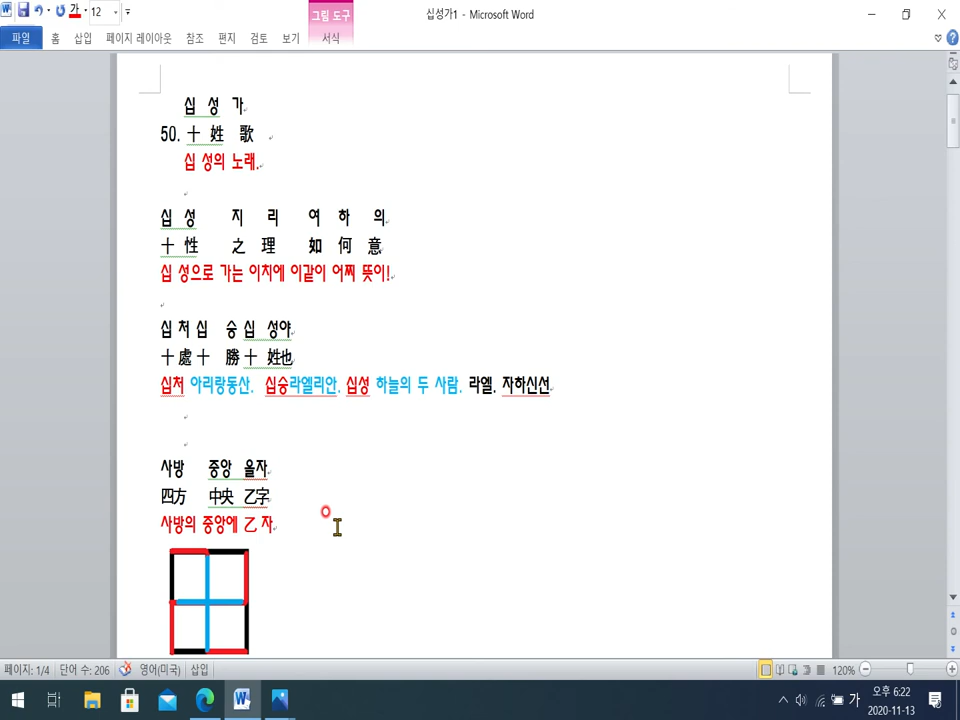 가 12
그림 도구
십성가1 - Microsoft Word
파일 홈 삽입 페이지 레이아웃 참조 편지 검토 보기 서식
십 성 가
50. 十 姓 歌
십 성의 노래.
십 성 지 리 여 하 의
十 性 之 理 如 何 意
십 성으로 가는 이치에 이같이 어찌 뜻이!
십 처 십 승 십 성야
十 處 十 勝 十 姓也
십처 아리랑동산. 십승라엘리안. 십성 하늘의 두 사람. 라엘. 자하신선
사방 중앙 을자
四方 中央 乙字
사방의 중앙에 乙 자
페이지: 1/4 단어 수: 206 영어(미국) 삽입 120%
가 오후 6:22
2020-11-13